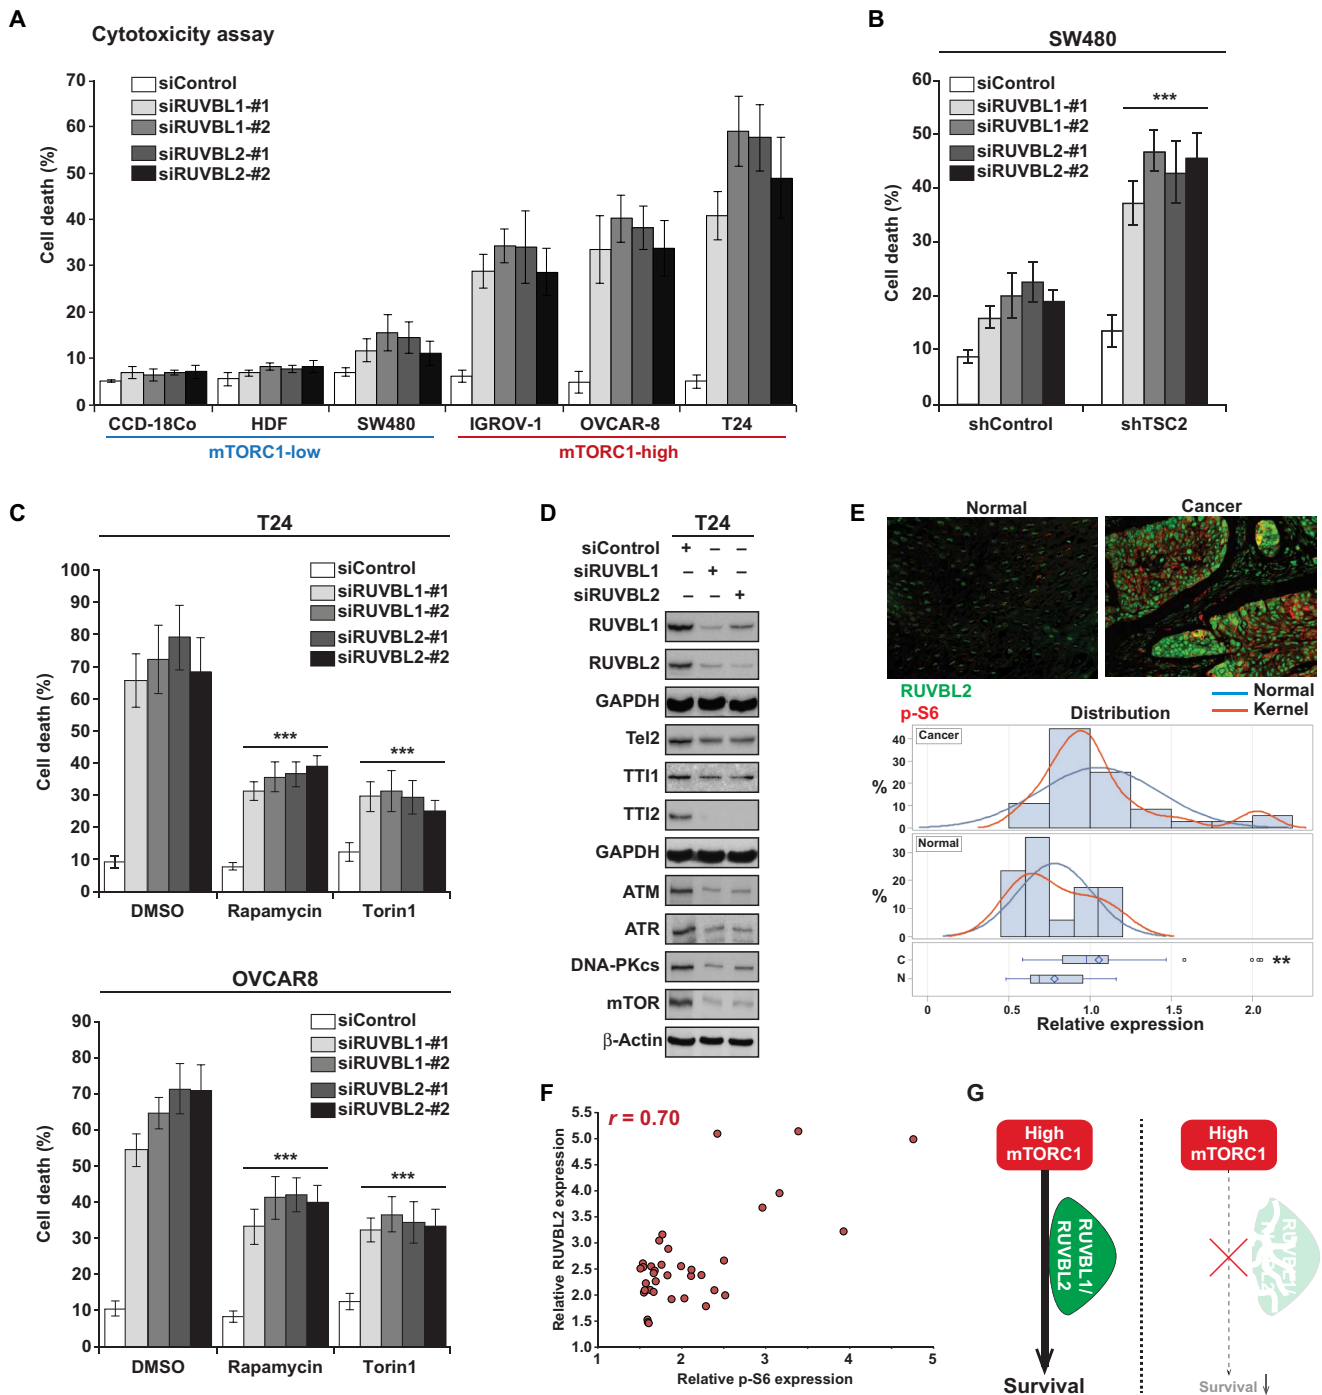 A
Cytotoxicity assay
siControl
siRUVBL1-#1
siRUVBL1-#2
siRUVBL2-#1
siRUVBL2-#2
Cell death (%)
70
60
50
40
30
20
10
0
CCD-18Co HDF SW480 IGROV-1 OVCAR-8 T24
mTORC1-low mTORC1-high
B
SW480
siControl
siRUVBL1-#1
siRUVBL1-#2
siRUVBL2-#1
siRUVBL2-#2
***
Cell death (%)
60
50
40
30
20
10
0
shControl shTSC2
C
T24
siControl
siRUVBL1-#1
siRUVBL1-#2
siRUVBL2-#1
siRUVBL2-#2
Cell death (%)
100
90
80
70
60
50
40
30
20
10
0
*** ***
DMSO Rapamycin Torin1
OVCAR8
siControl
siRUVBL1-#1
siRUVBL1-#2
siRUVBL2-#1
siRUVBL2-#2
Cell death (%)
90
80
70
60
50
40
30
20
10
0
*** ***
DMSO Rapamycin Torin1
D
T24
siControl + – –
siRUVBL1 – + –
siRUVBL2 – – +
RUVBL1
RUVBL2
GAPDH
Tel2
TTI1
TTI2
GAPDH
ATM
ATR
DNA-PKcs
mTOR
β-Actin
E
Normal Cancer
RUVBL2
p-S6
Distribution
Normal
Kernel
Cancer
%
40
30
20
10
0
Normal
%
30
20
10
0
C
N
**
0 0.5 1.0 1.5 2.0
Relative expression
F
r = 0.70
Relative RUVBL2 expression
5.5
5.0
4.5
4.0
3.5
3.0
2.5
2.0
1.5
1.0
1 2 3 4 5
Relative p-S6 expression
G
High
mTORC1
RUVBL1/
RUVBL2
Survival
High
mTORC1
Survival